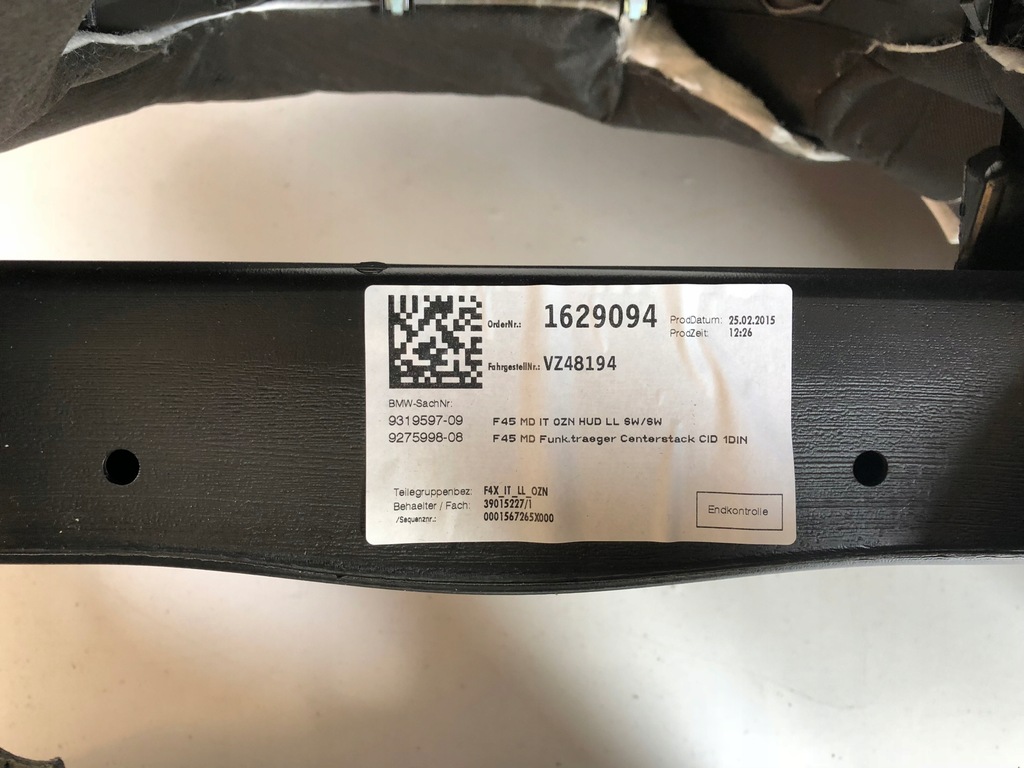 OrderNr.: 1629094 ProdDatum: 25.02.2015
ProdZeit: 12:26
FahrgestellNr.: VZ48194
BMW-SachNr:
9319597-09 F45 MD IT OZN HUD LL SW/SW
9275998-08 F45 MD Funk.traeger Centerstack CID 1DIN
Teilegruppenbez: F4X_IT_LL_OZN
Behaelter / Fach: 39015227/1
/Sequenznr.: 0001567265X000
Endkontrolle